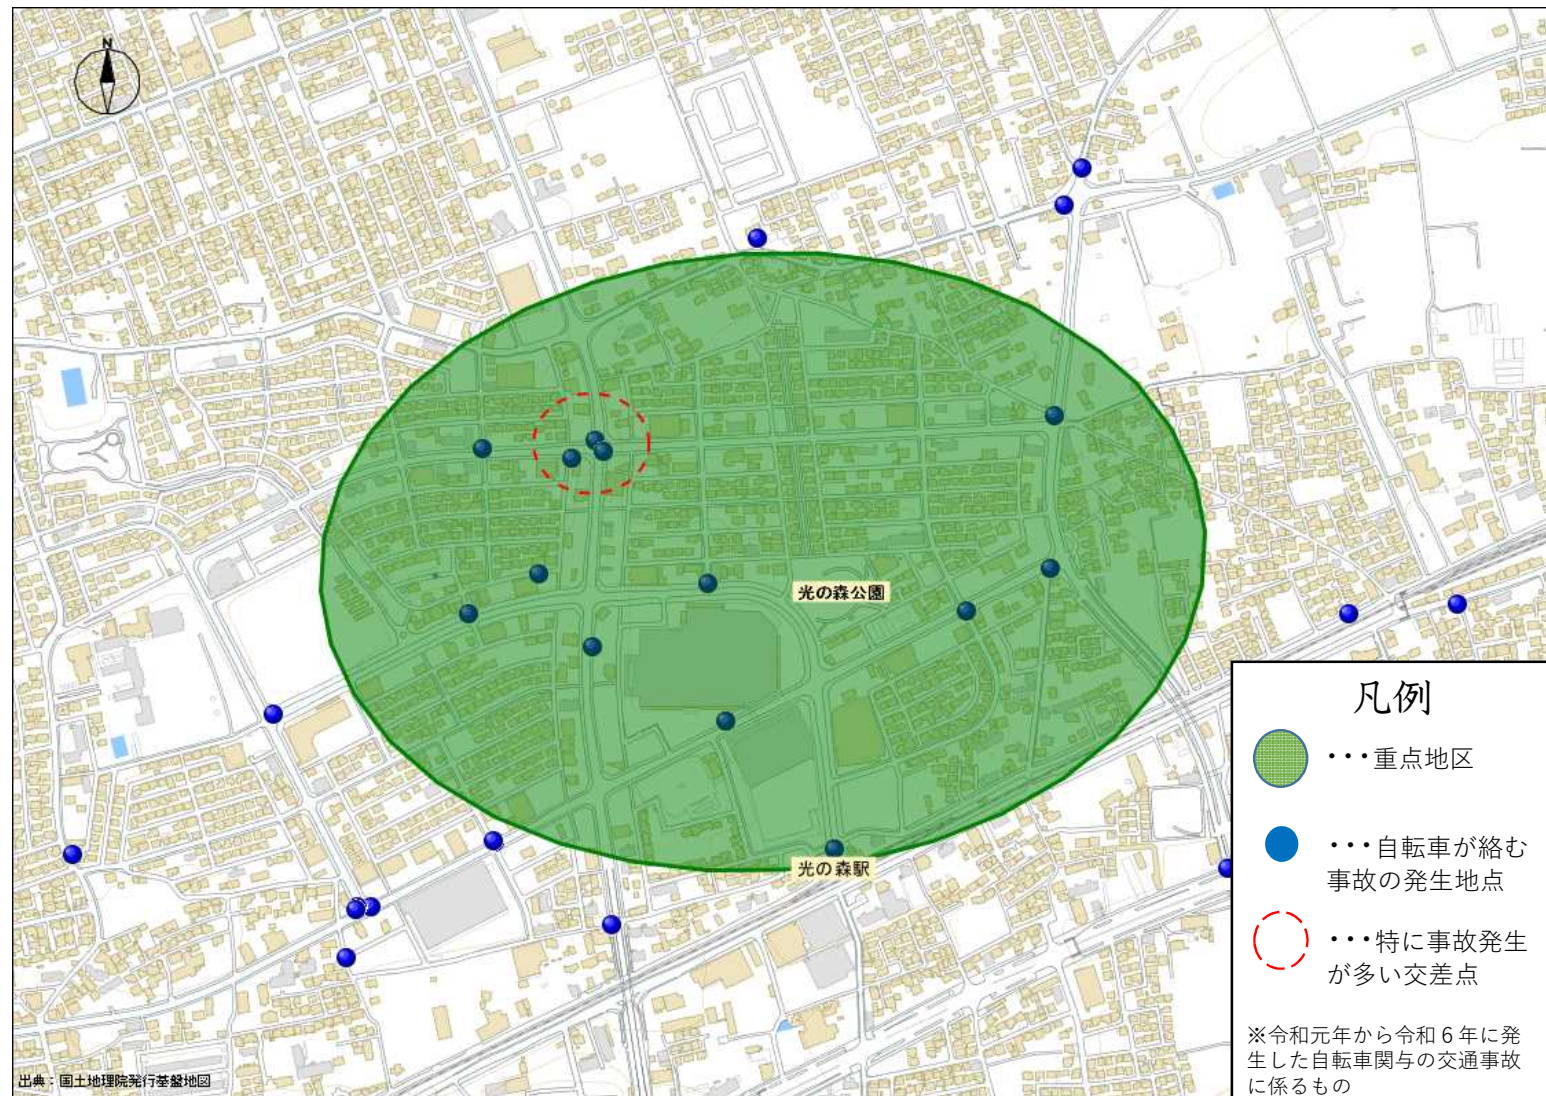 N
光の森公園
光の森駅
凡例
・・・重点地区
・・・自転車が絡む
事故の発生地点
・・・特に事故発生
が多い交差点
※令和元年から令和６年に発
生した自転車関与の交通事故
に係るもの
出典：国土地理院発行基盤地図